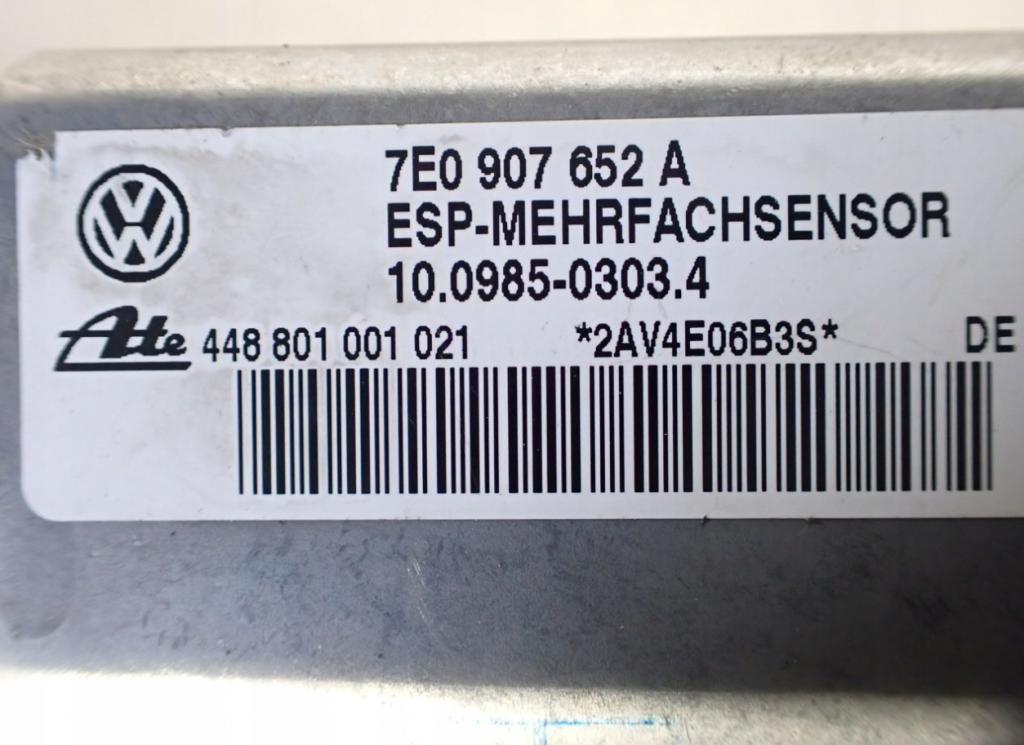 7E0 907 652 A
ESP-MEHRFACHSENSOR
10.0985-0303.4
Ate 448 801 001 021 *2AV4E06B3S* DE